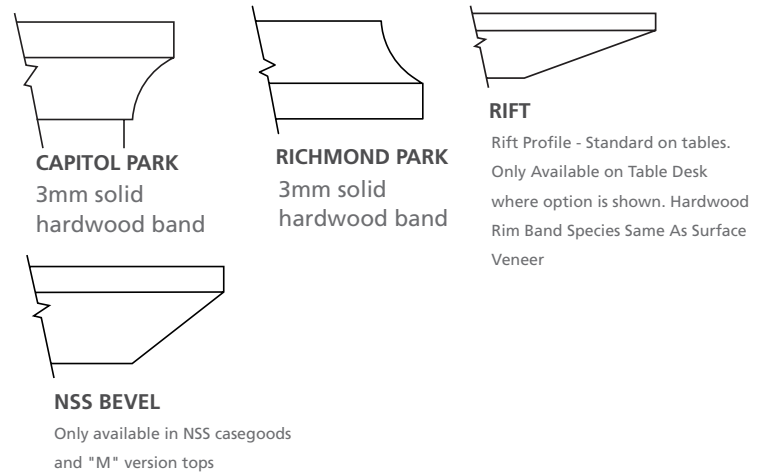 CAPITOL PARK
3mm solid
hardwood band
RICHMOND PARK
3mm solid
hardwood band
RIFT
Rift Profile - Standard on tables.
Only Available on Table Desk
where option is shown. Hardwood
Rim Band Species Same As Surface
Veneer
NSS BEVEL
Only available in NSS casegoods
and "M" version tops